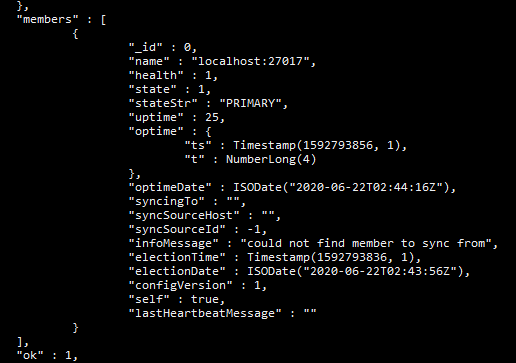 },
"members" : [
{
"_id" : 0,
"name" : "localhost:27017",
"health" : 1,
"state" : 1,
"stateStr" : "PRIMARY",
"uptime" : 25,
"optime" : {
"ts" : Timestamp(1592793856, 1),
"t" : NumberLong(4)
},
"optimeDate" : ISODate("2020-06-22T02:44:16Z"),
"syncingTo" : "",
"syncSourceHost" : "",
"syncSourceId" : -1,
"infoMessage" : "could not find member to sync from",
"electionTime" : Timestamp(1592793836, 1),
"electionDate" : ISODate("2020-06-22T02:43:56Z"),
"configVersion" : 1,
"self" : true,
"lastHeartbeatMessage" : ""
}
],
"ok" : 1,